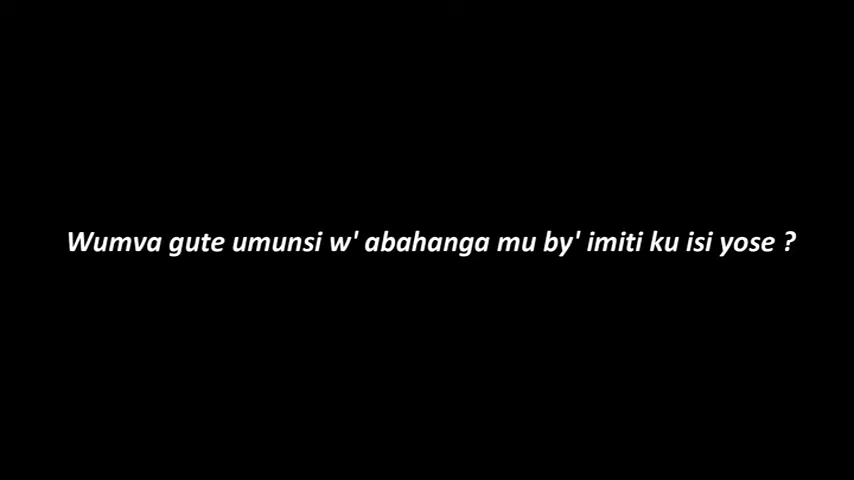 Wumva gute umunsi w' abahanga mu by' imiti ku isi yose ?